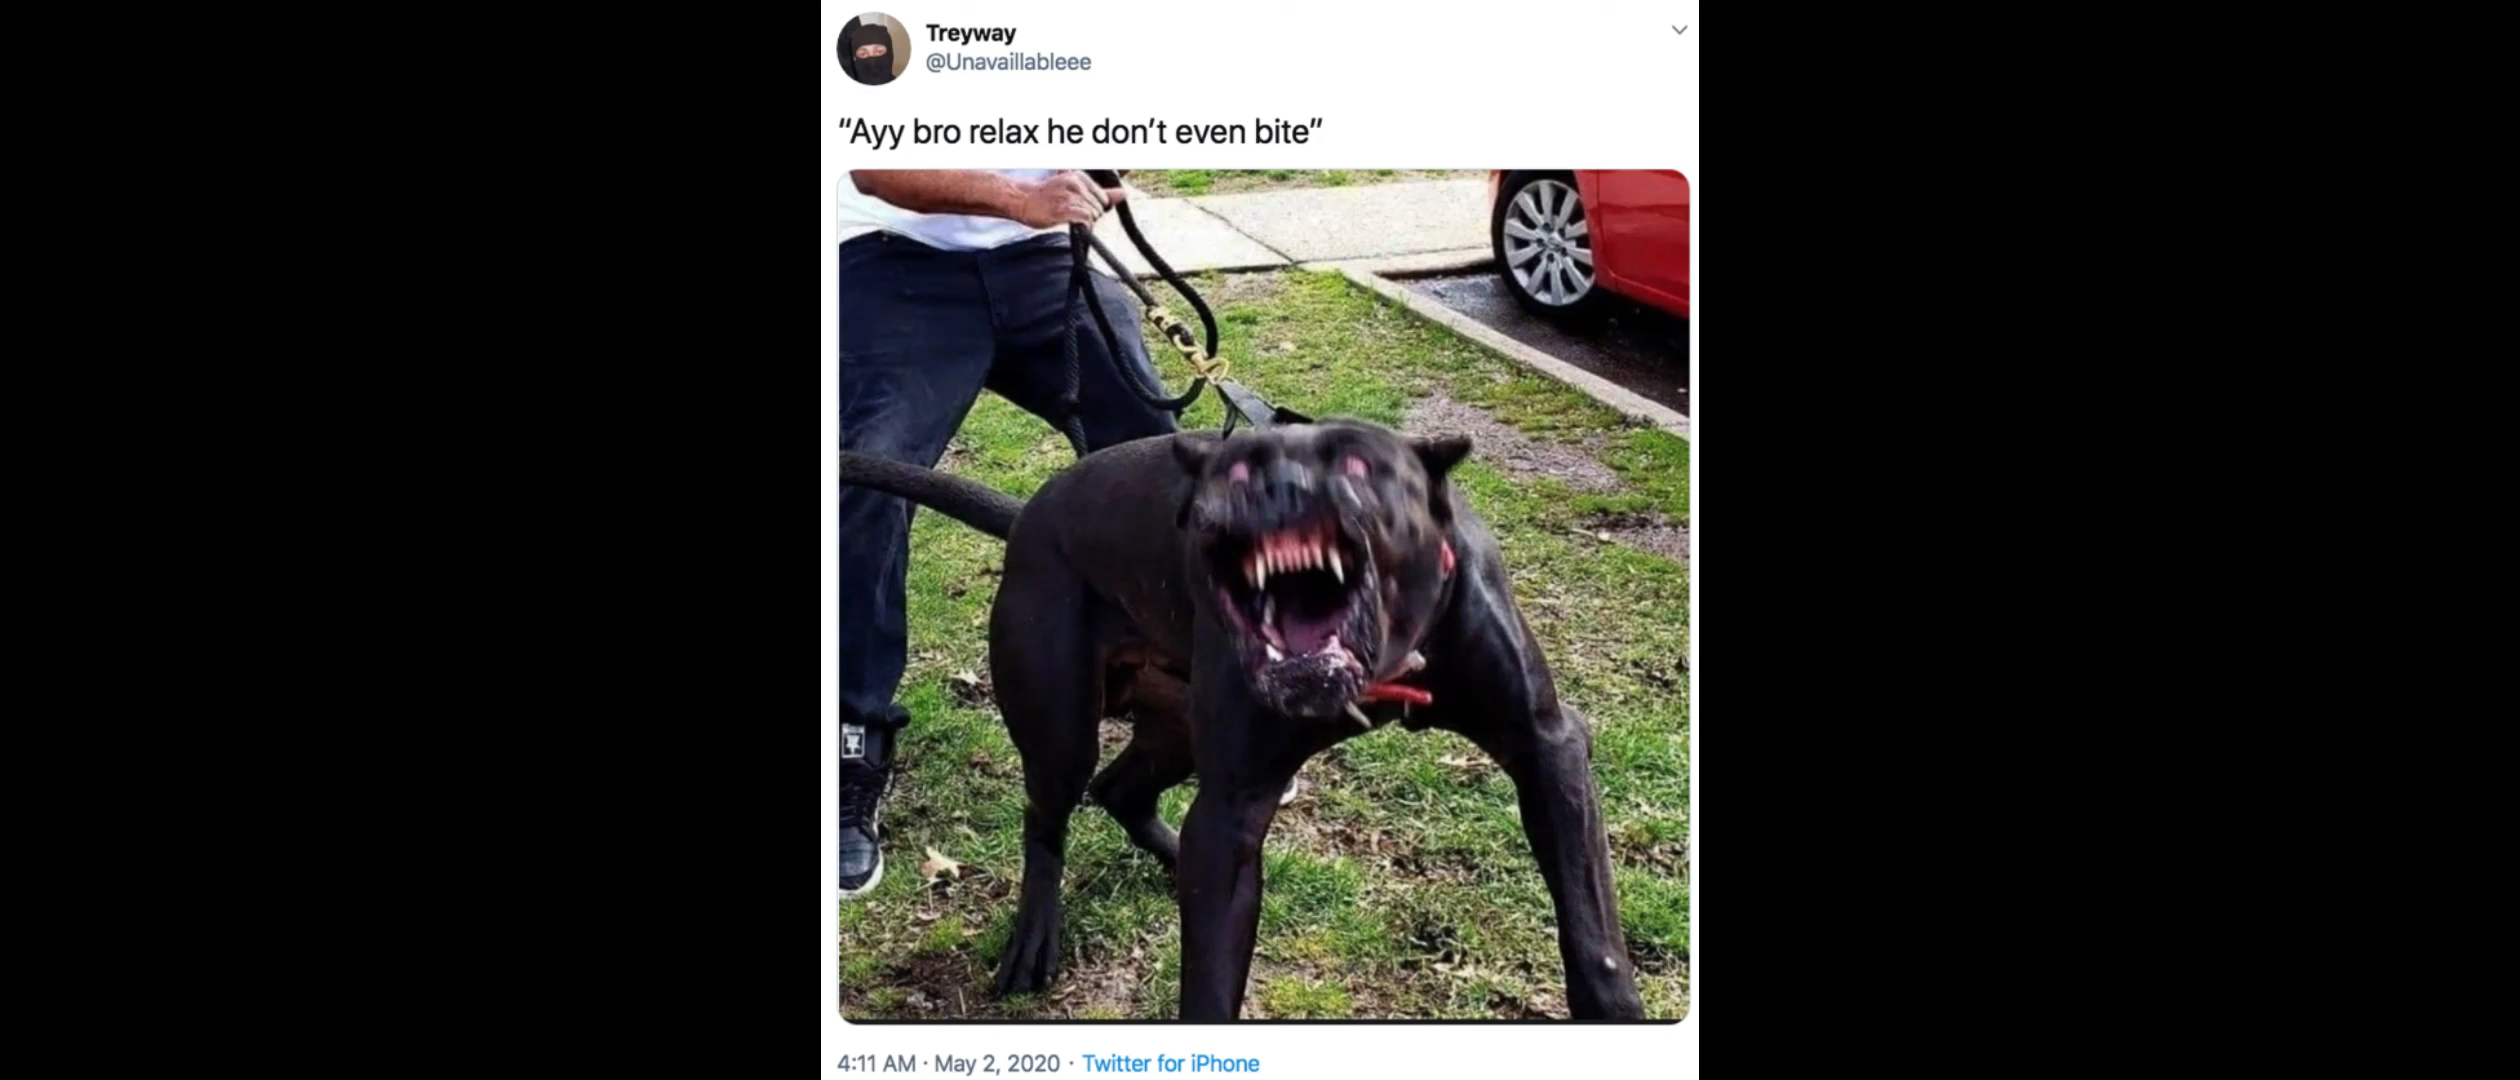 Treyway
@Unavaillableee
“Ayy bro relax he don’t even bite”
4:11 AM · May 2, 2020 · Twitter for iPhone